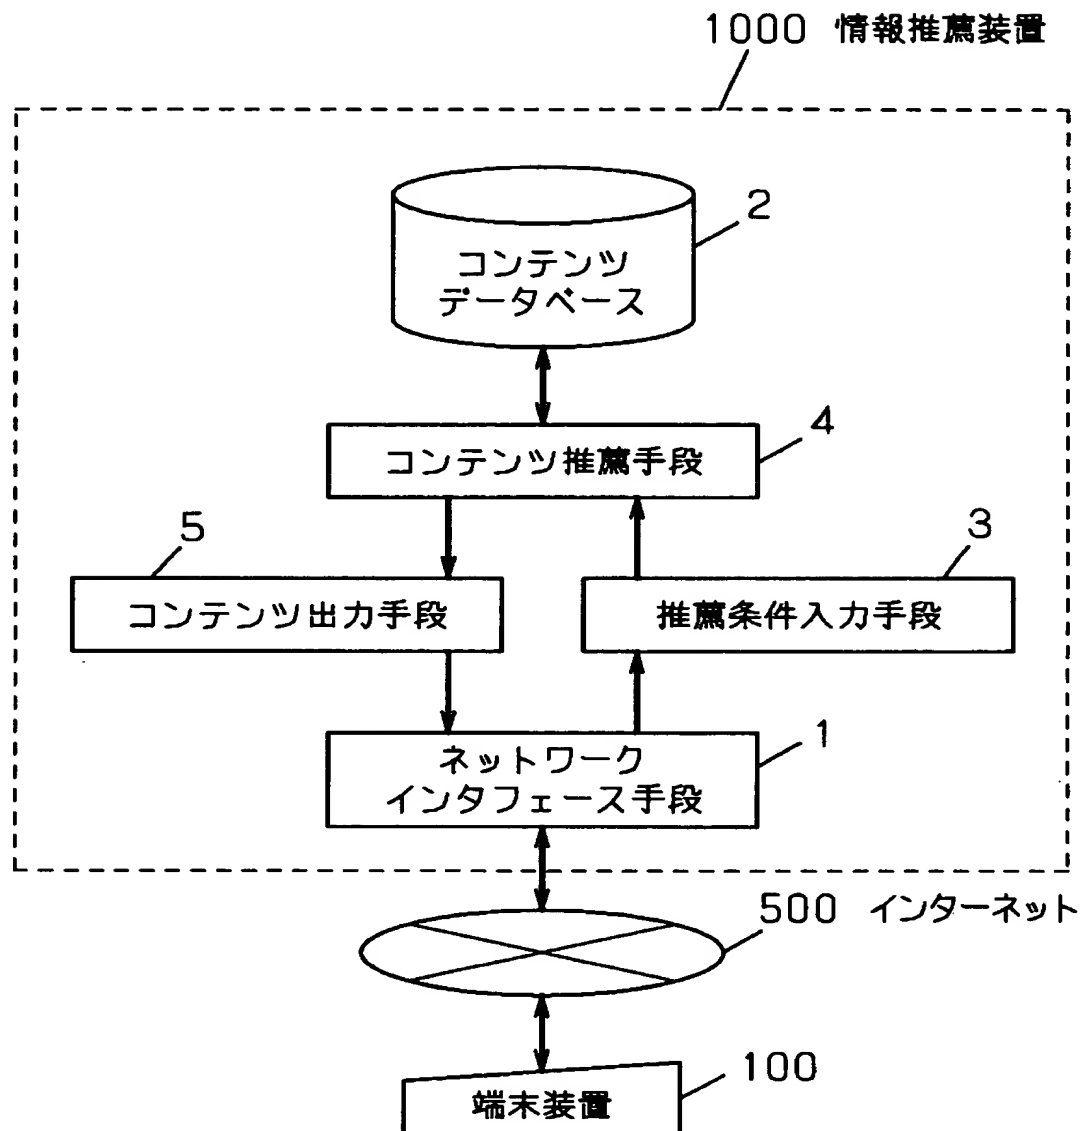 1000 情報推薦装置
2
コンテンツ
データベース
4
コンテンツ推薦手段
5
3
コンテンツ出力手段
推薦条件入力手段
1
ネットワーク
インタフェース手段
500 インターネット
100
端末装置